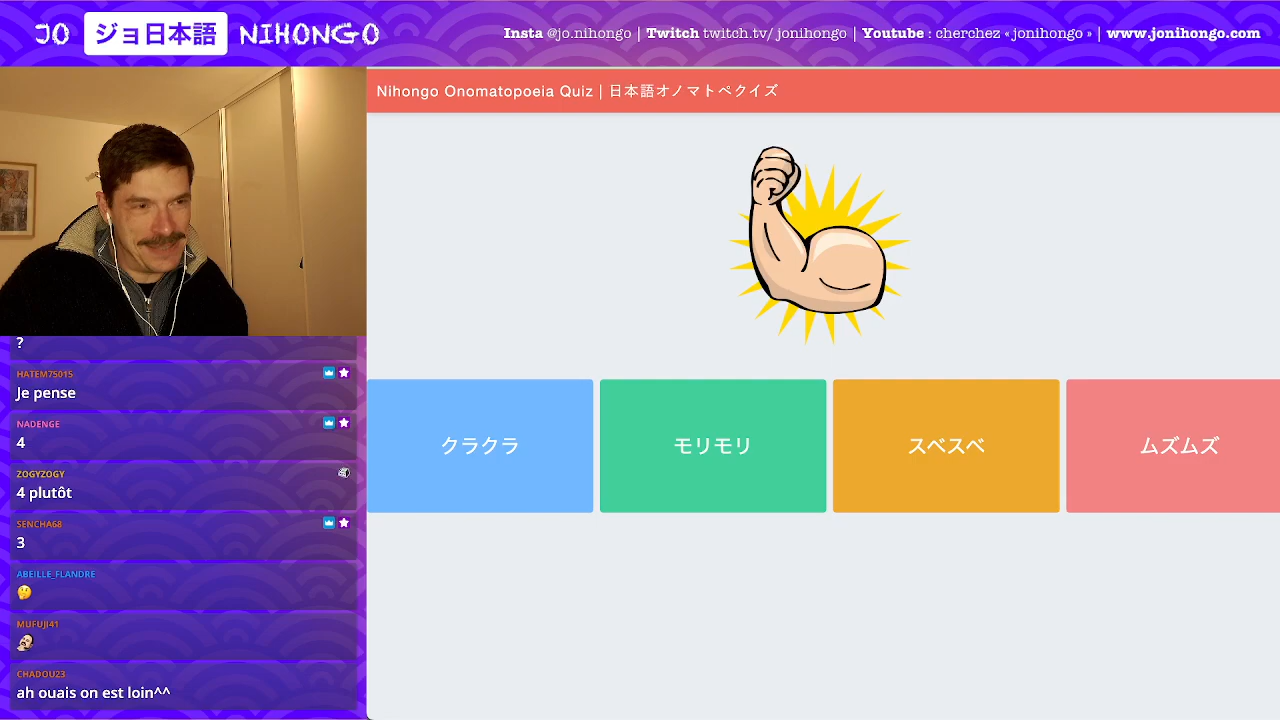 JO ジョ日本語 NIHONGO
Insta @jo.nihongo | Twitch twitch.tv/jonihongo | Youtube : cherchez « jonihongo » | www.jonihongo.com
Nihongo Onomatopoeia Quiz | 日本語オノマトペクイズ
クラクラ
モリモリ
スベスベ
ムズムズ
?
HATEM75015
Je pense
NADENGE
4
ZOGYZOGY
4 plutôt
SENCHA68
3
ABEILLE_FLANDRE
MUFUJI41
CHADOU23
ah ouais on est loin^^